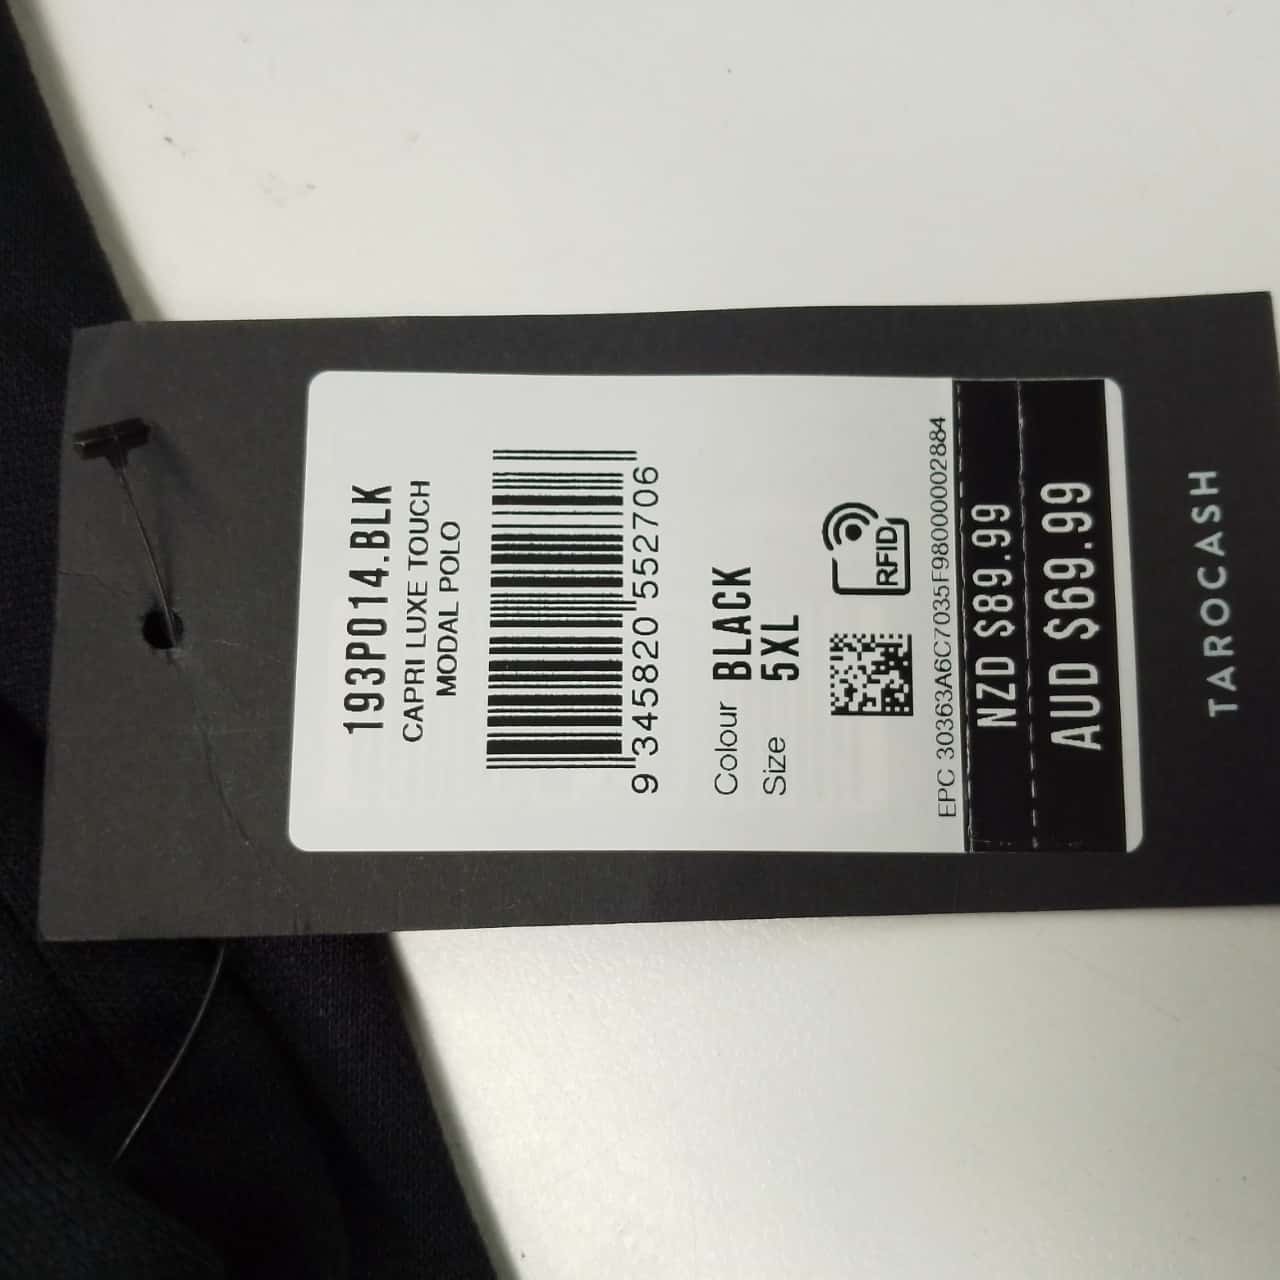 193PO14.BLK
CAPRI LUXE TOUCH
MODAL POLO
9 345820 552706
Colour BLACK
Size 5XL
RFID
EPC 30363A6C7035F98000002884
NZD $89.99
AUD $69.99
TAROCASH